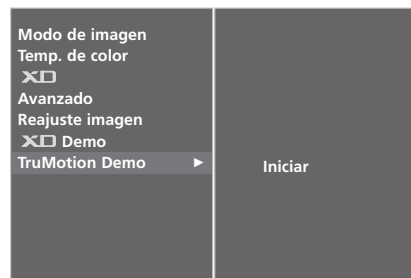 Modo de imagen
Temp. de color
XD
Avanzado
Reajuste imagen
XD Demo
TruMotion Demo ►
Iniciar